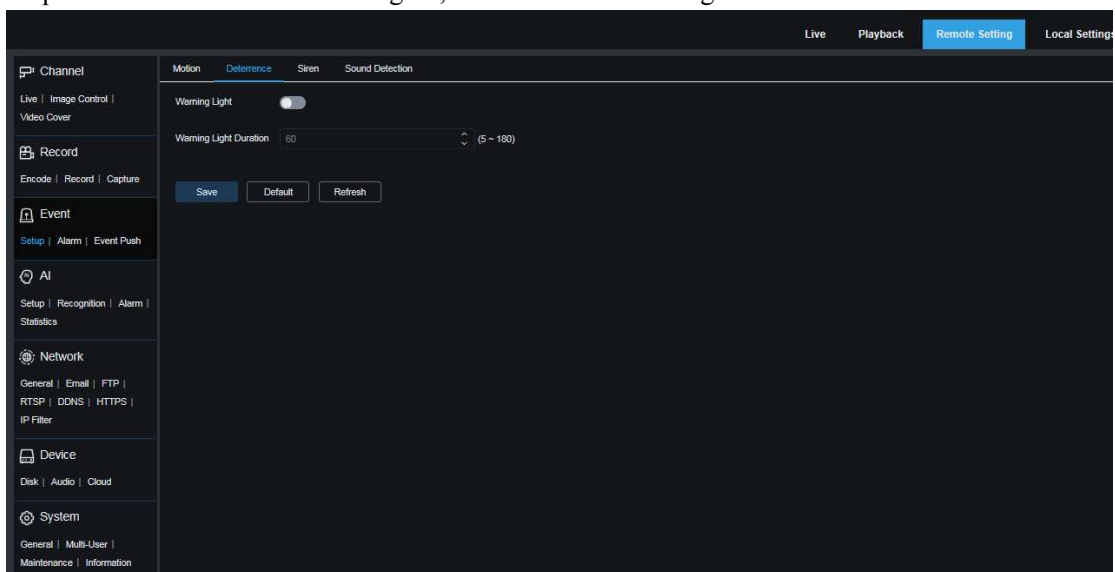 Live Playback Remote Setting Local Settings
Channel
Live | Image Control |
Video Cover
Record
Encode | Record | Capture
Event
Setup | Alarm | Event Push
AI
Setup | Recognition | Alarm |
Statistics
Network
General | Email | FTP |
RTSP | DDNS | HTTPS |
IP Filter
Device
Disk | Audio | Cloud
System
General | Multi-User |
Maintenance | Information
Motion Deterrence Siren Sound Detection
Warning Light
Warning Light Duration 60 (5 ~ 180)
Save Default Refresh